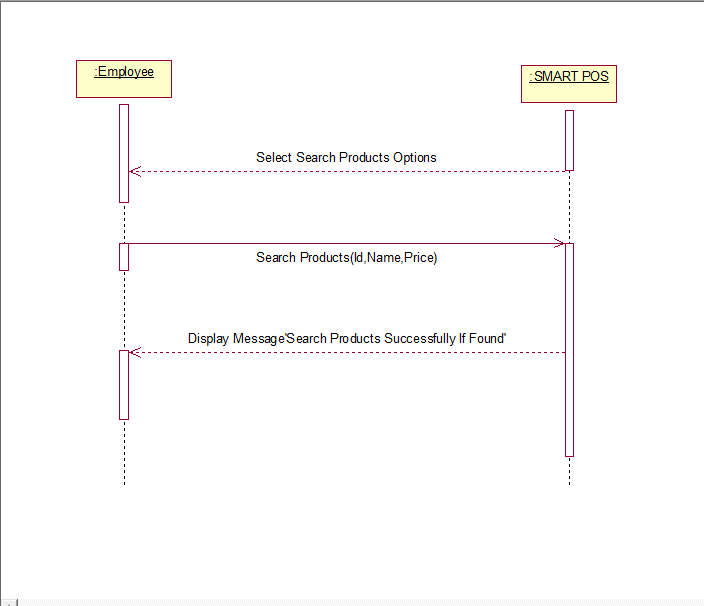 :Employee
:SMART POS
Select Search Products Options
Search Products(Id,Name,Price)
Display Message'Search Products Successfully If Found'